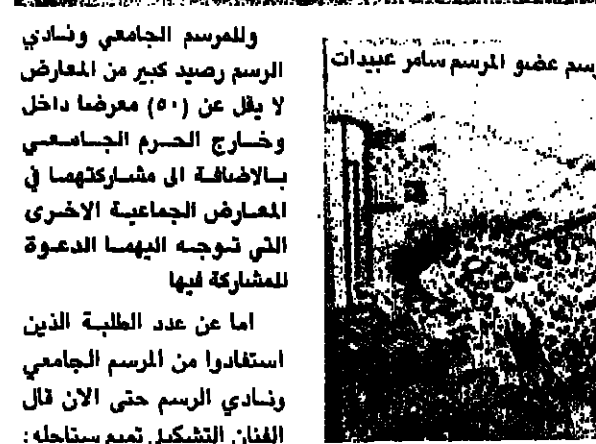 وللمرسم الجامعي ونادي
الرسم رصيد كبير من المعارض
لا يقل عن (٥٠) معرضا داخل
وخارج الحرم الجامعي
بالاضافة الى مشاركتهما في
المعارض الجماعية الاخرى
التي توجه اليهما الدعوة
للمشاركة فيها
اما عن عدد الطلبة الذين
استفادوا من المرسم الجامعي
ونادي الرسم حتى الان قال
الفنان التشكيلي
رسم عضو المرسم سامر عبيدات